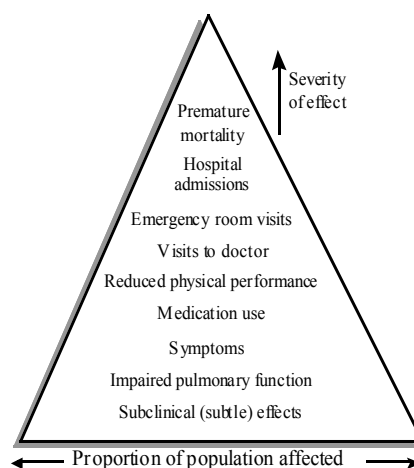 Severity
of effect
Premature
mortality
Hospital
admissions
Emergency room visits
Visits to doctor
Reduced physical performance
Medication use
Symptoms
Impaired pulmonary function
Subclinical (subtle) effects
Proportion of population affected